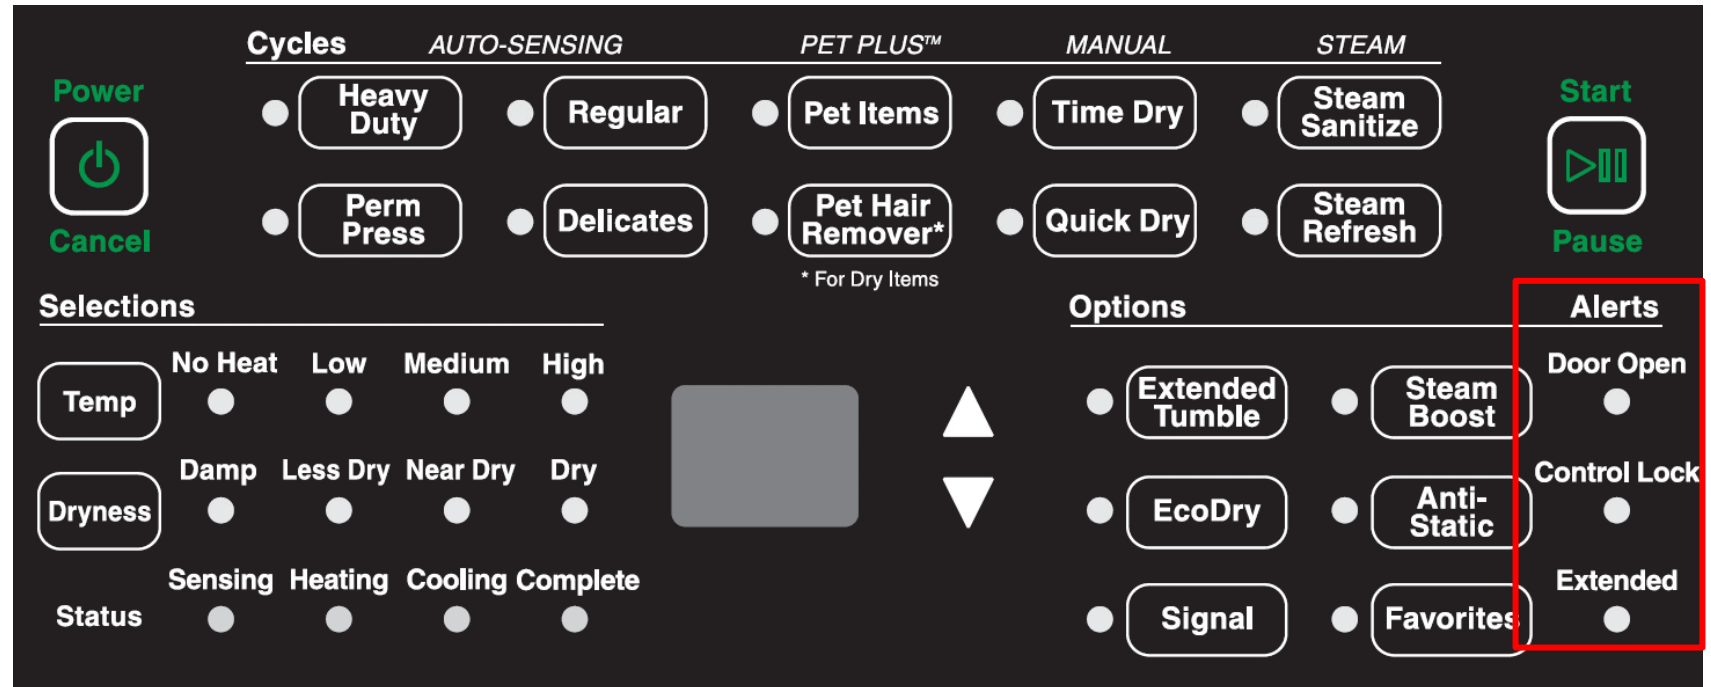 Cycles AUTO-SENSING PET PLUS™ MANUAL STEAM
Power
Heavy
Duty
Regular
Pet Items
Time Dry
Steam
Sanitize
Start
Cancel
Perm
Press
Delicates
Pet Hair
Remover*
Quick Dry
Steam
Refresh
Pause
* For Dry Items
Selections
Options
Alerts
Temp
No Heat Low Medium High
Extended
Tumble
Steam
Boost
Door Open
Dryness
Damp Less Dry Near Dry Dry
EcoDry
Anti-
Static
Control Lock
Status
Sensing Heating Cooling Complete
Signal
Favorites
Extended